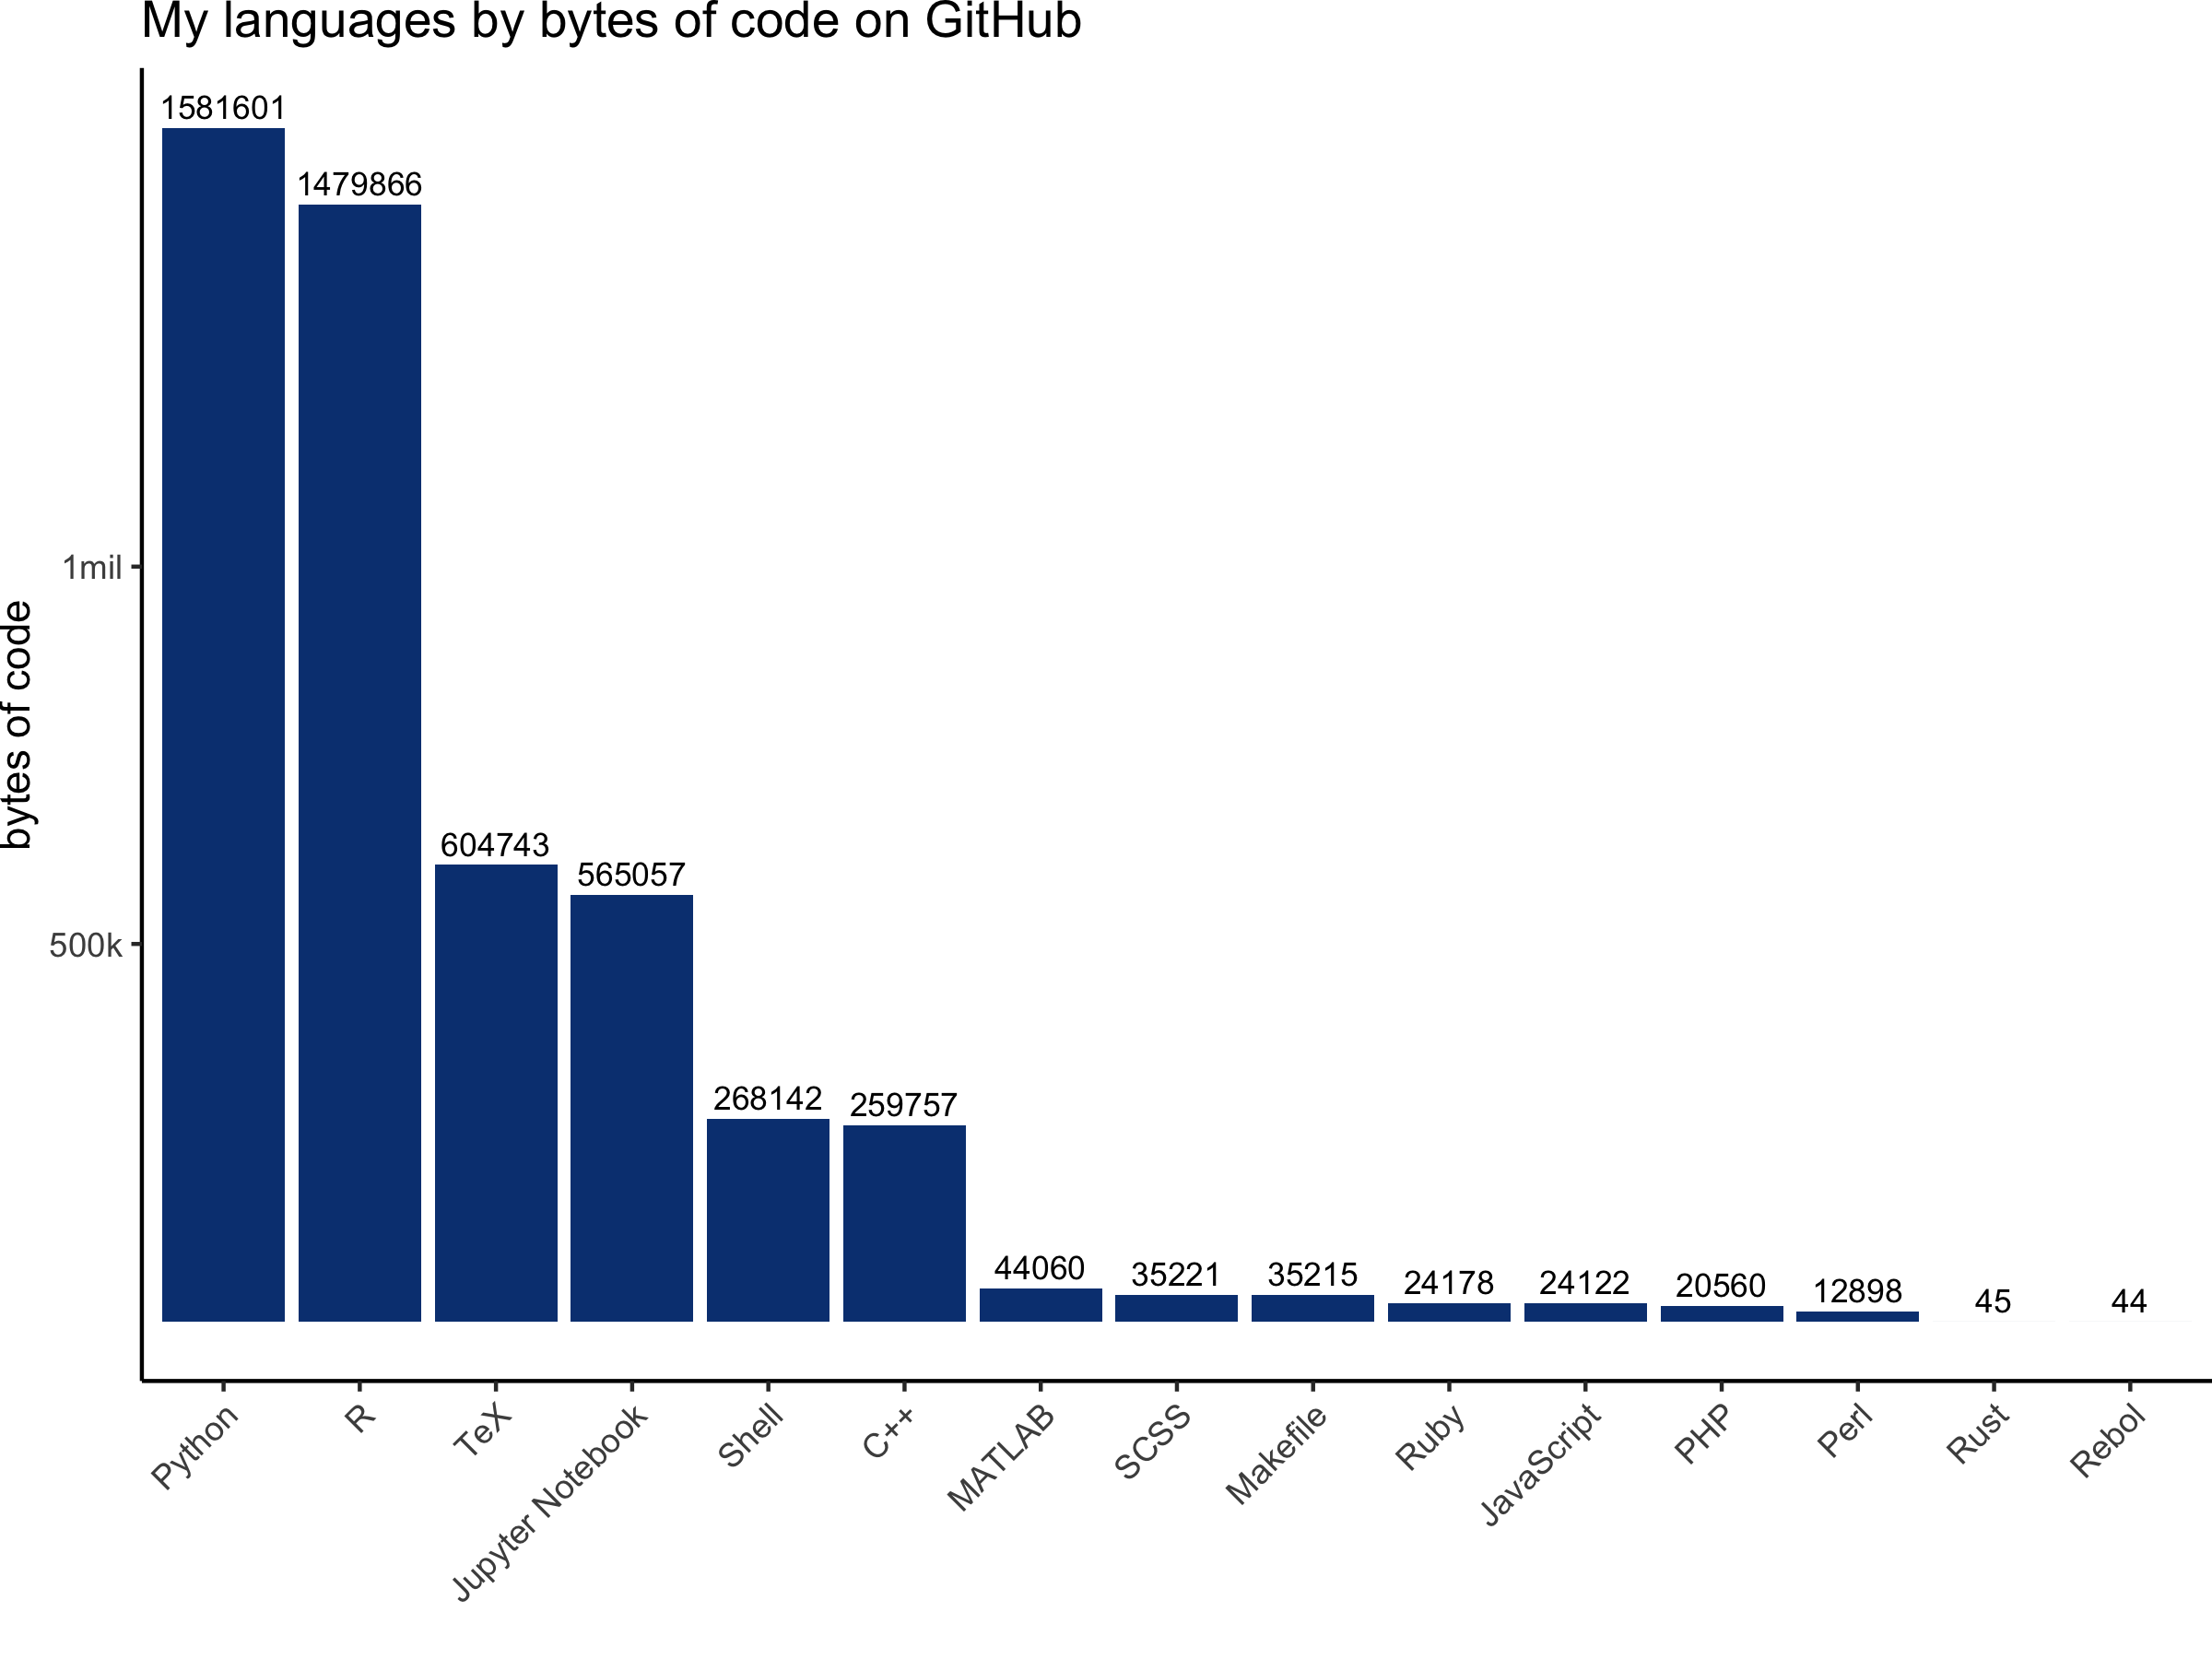 My languages by bytes of code on GitHub
1581601
1479866
604743
565057
268142
259757
44060
35221
35215
24178
24122
20560
12898
45
44
1mil
500k
bytes of code
Python
R
TeX
Jupyter Notebook
Shell
C++
MATLAB
SCSS
Makefile
Ruby
JavaScript
PHP
Perl
Rust
Rebol